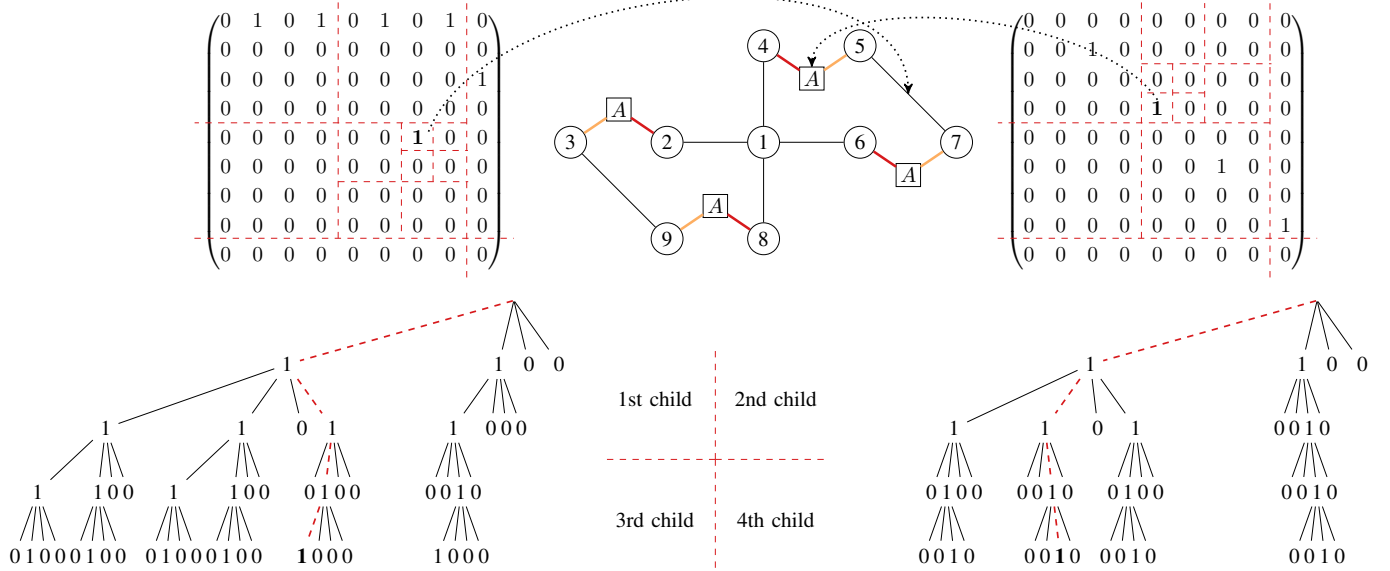 0 1 0 1 0 1 0 1 0
0 0 0 0 0 0 0 0 0
0 0 0 0 0 0 0 0 1
0 0 0 0 0 0 0 0 0
0 0 0 0 0 0 1 0 0
0 0 0 0 0 0 0 0 0
0 0 0 0 0 0 0 0 0
0 0 0 0 0 0 0 0 0
0 0 0 0 0 0 0 0 0
4 5
A
A
3 2 1 6 7
A
A
9 8
0 0 0 0 0 0 0 0 0
0 0 1 0 0 0 0 0 0
0 0 0 0 0 0 0 0 0
0 0 0 0 1 0 0 0 0
0 0 0 0 0 0 0 0 0
0 0 0 0 0 0 1 0 0
0 0 0 0 0 0 0 0 0
0 0 0 0 0 0 0 0 1
0 0 0 0 0 0 0 0 0
1 1 0 0
1 1 0 1 1 0 0 0
1 1 0 0 1 1 0 0 0 1 0 0 0 0 1 0
0 1 0 0 0 1 0 0 0 1 0 0 0 1 0 0 1 0 0 0 1 0 0 0
1st child 2nd child
3rd child 4th child
1 1 0 0
1 1 0 1 0 0 1 0
0 1 0 0 0 0 1 0 0 1 0 0 0 0 1 0
0 0 1 0 0 0 1 0 0 0 1 0 0 0 1 0